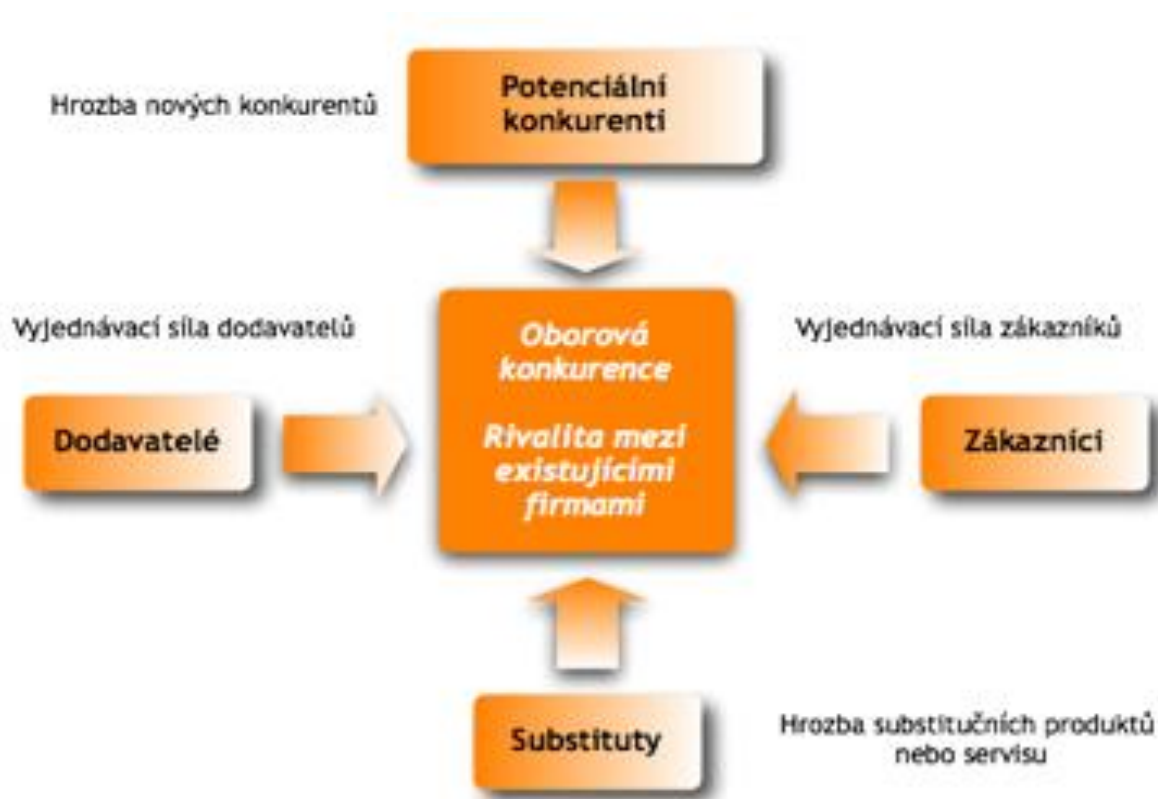 Potenciální
konkurenti
Hrozba nových konkurentů
Vyjednávací síla dodavatelů
Vyjednávací síla zákazníků
Oborová
konkurence
Rivalita mezi
existujícími
firmami
Dodavatelé
Zákazníci
Substituty
Hrozba substitučních produktů
nebo servisu